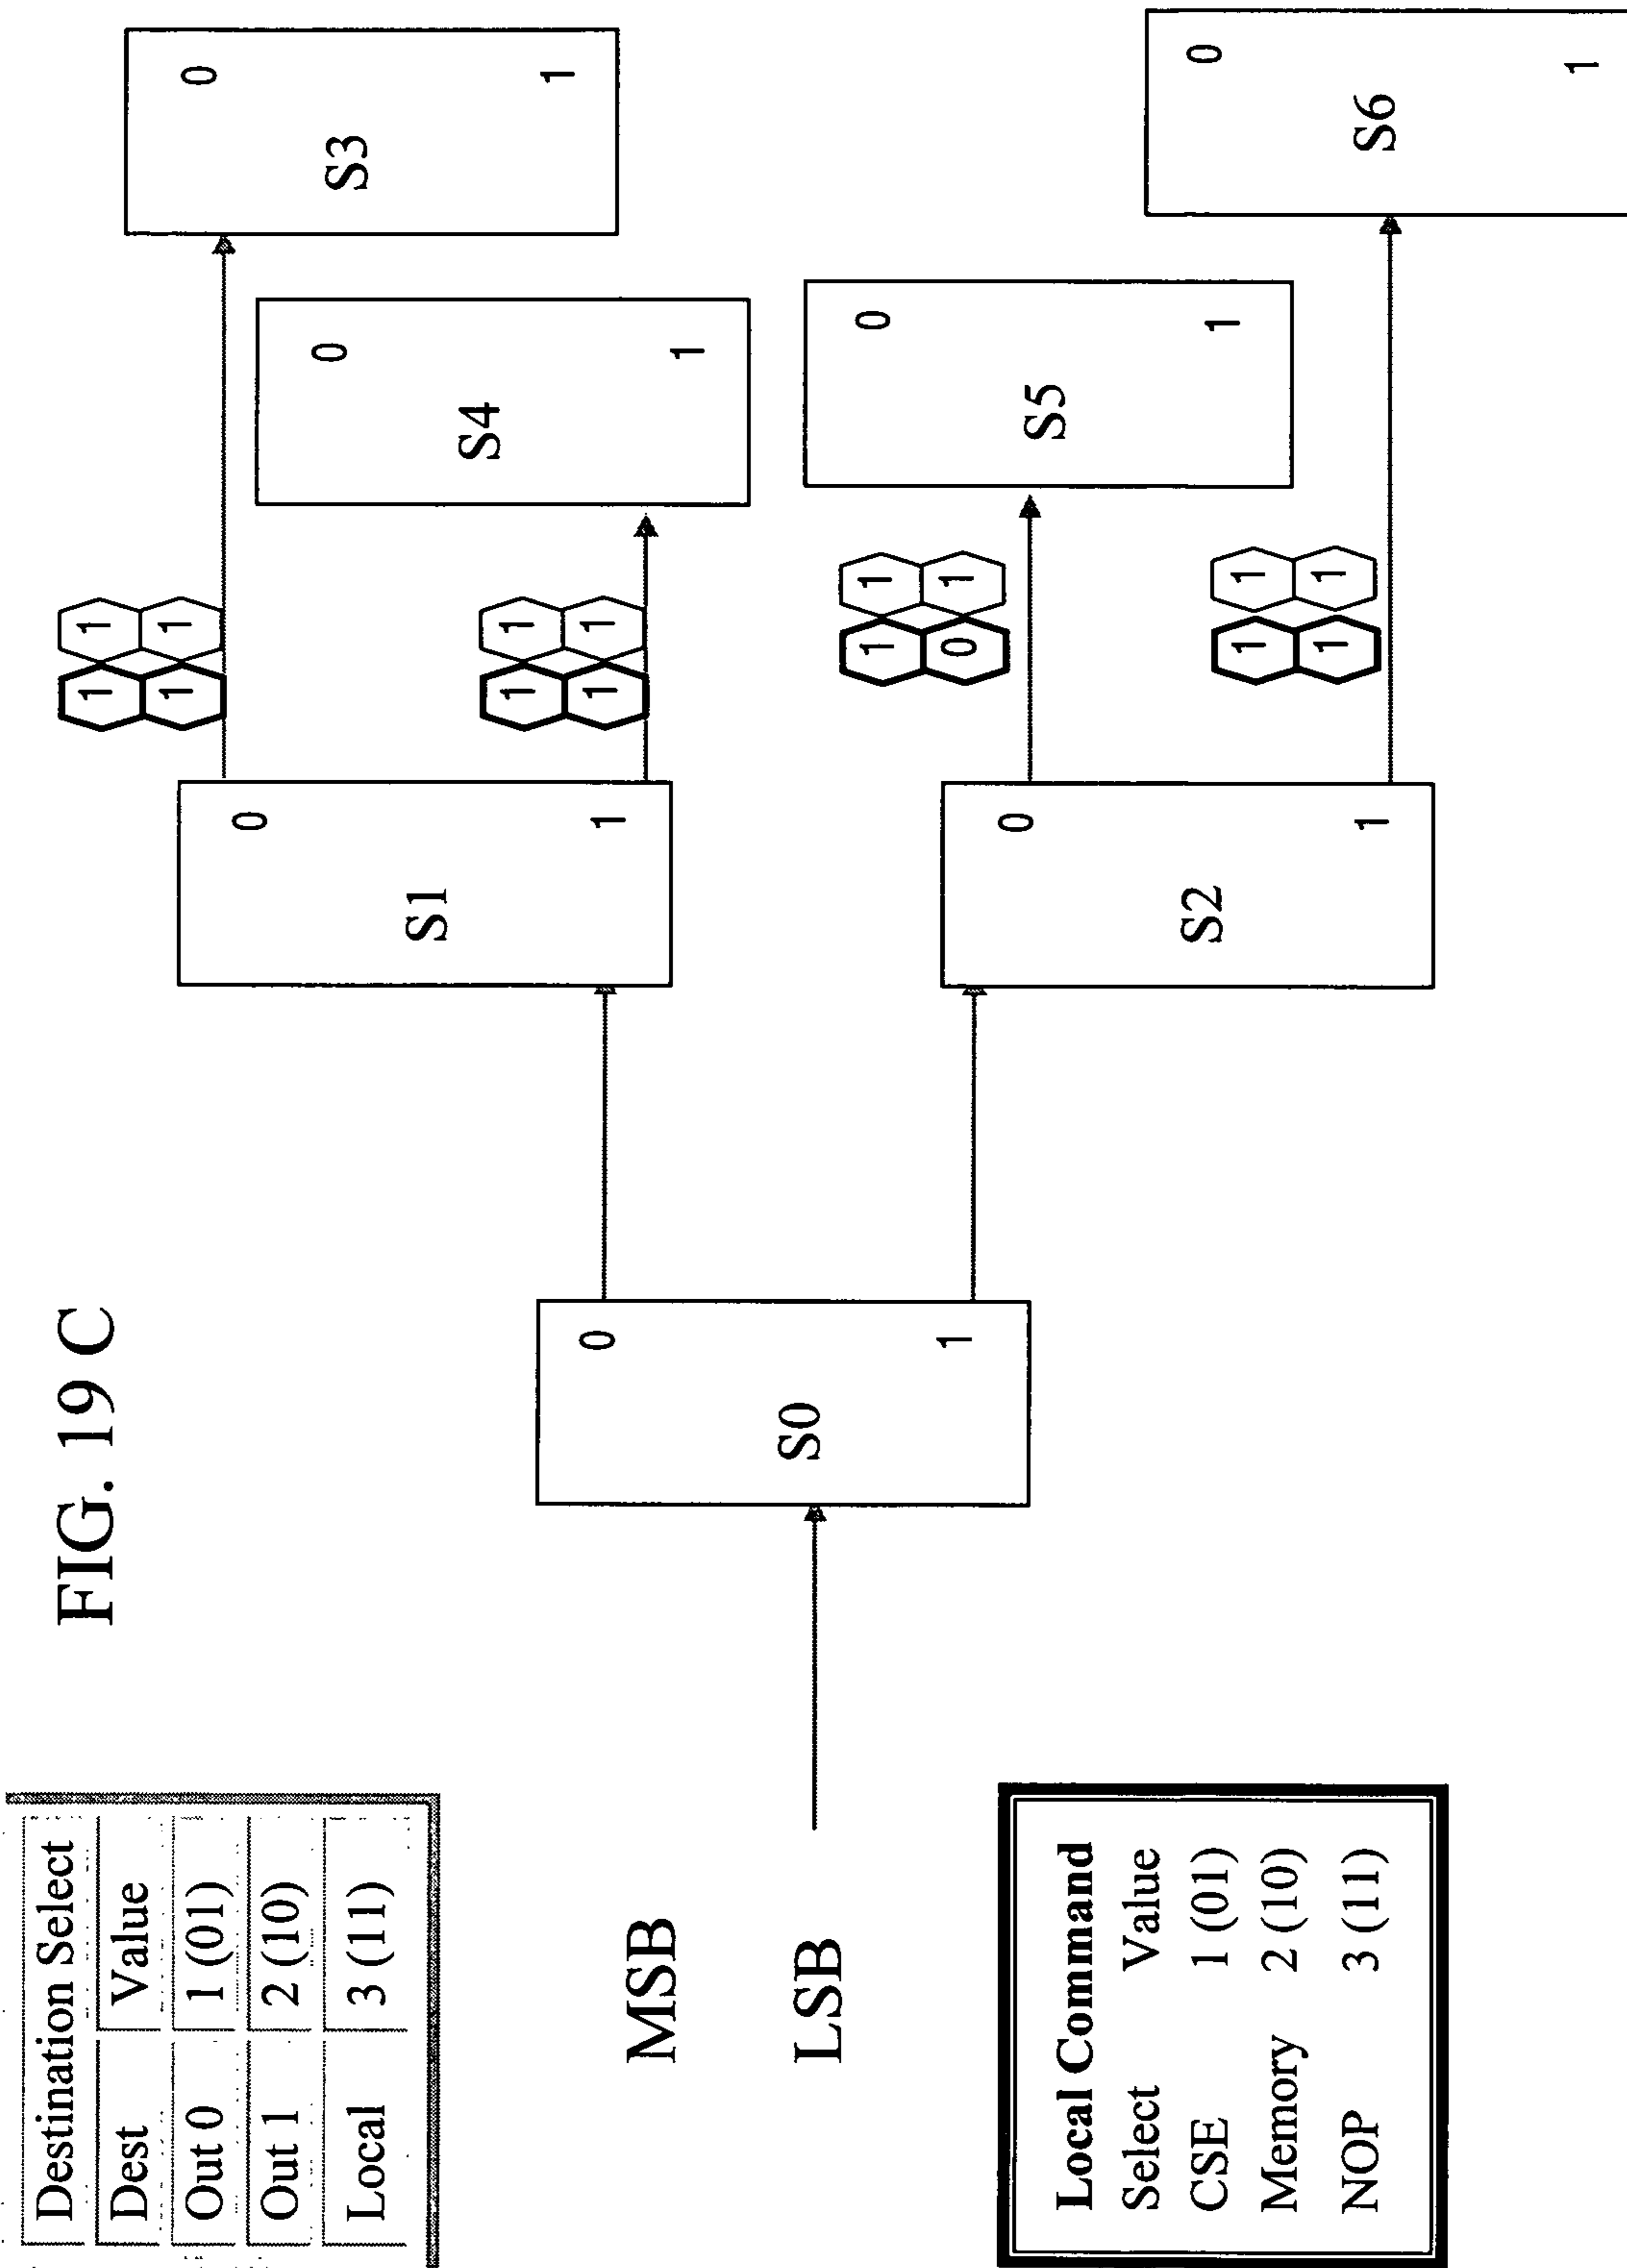 FIG. 19 C
Destination Select
Dest Value
Out 0 1 (01)
Out 1 2 (10)
Local 3 (11)
MSB
LSB
Local Command
Select Value
CSE 1 (01)
Memory 2 (10)
NOP 3 (11)
0
S0
1
0
S1
1
0
S2
1
1 1
1 1
1 1
1 1
1 1
0 1
1 1
1 1
0
S3
1
0
S4
1
0
S5
1
0
S6
1